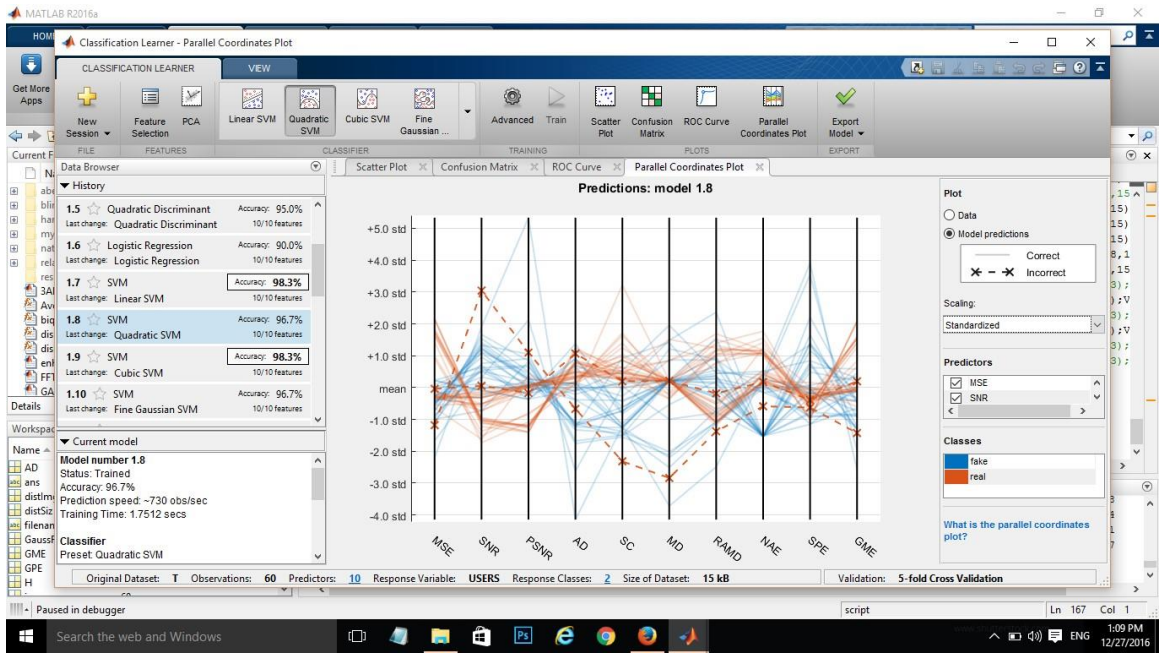 MATLAB R2016a
HOM
Classification Learner - Parallel Coordinates Plot
CLASSIFICATION LEARNER VIEW
Get More Apps
New Session
Feature Selection
PCA
Linear SVM
Quadratic SVM
Cubic SVM
Fine Gaussian ...
Advanced
Train
Scatter Plot
Confusion Matrix
ROC Curve
Parallel Coordinates Plot
Export Model
FILE FEATURES CLASSIFIER TRAINING PLOTS EXPORT
Current F
Data Browser
Scatter Plot Confusion Matrix ROC Curve Parallel Coordinates Plot
History
1.5 Quadratic Discriminant Accuracy: 95.0%
Last change: Quadratic Discriminant 10/10 features
1.6 Logistic Regression Accuracy: 90.0%
Last change: Logistic Regression 10/10 features
1.7 SVM Accuracy: 98.3%
Last change: Linear SVM 10/10 features
1.8 SVM Accuracy: 96.7%
Last change: Quadratic SVM 10/10 features
1.9 SVM Accuracy: 98.3%
Last change: Cubic SVM 10/10 features
1.10 SVM Accuracy: 96.7%
Last change: Fine Gaussian SVM 10/10 features
Current model
Model number 1.8
Status: Trained
Accuracy: 96.7%
Prediction speed: ~730 obs/sec
Training Time: 1.7512 secs
Classifier
Preset: Quadratic SVM
Details
Workspac
Name
AD
ans
distIm
distSiz
filenan
GaussF
GME
GPE
H
Predictions: model 1.8
+5.0 std
+4.0 std
+3.0 std
+2.0 std
+1.0 std
mean
-1.0 std
-2.0 std
-3.0 std
-4.0 std
MSE SNR PSNR AD SC MD RAMD NAE SPE GME
Plot
Data
Model predictions
Correct
Incorrect
Scaling:
Standardized
Predictors
MSE
SNR
Classes
fake
real
What is the parallel coordinates plot?
Original Dataset: T Observations: 60 Predictors: 10 Response Variable: USERS Response Classes: 2 Size of Dataset: 15 kB Validation: 5-fold Cross Validation
Paused in debugger script Ln 167 Col 1
Search the web and Windows
ENG
1:09 PM
12/27/2016